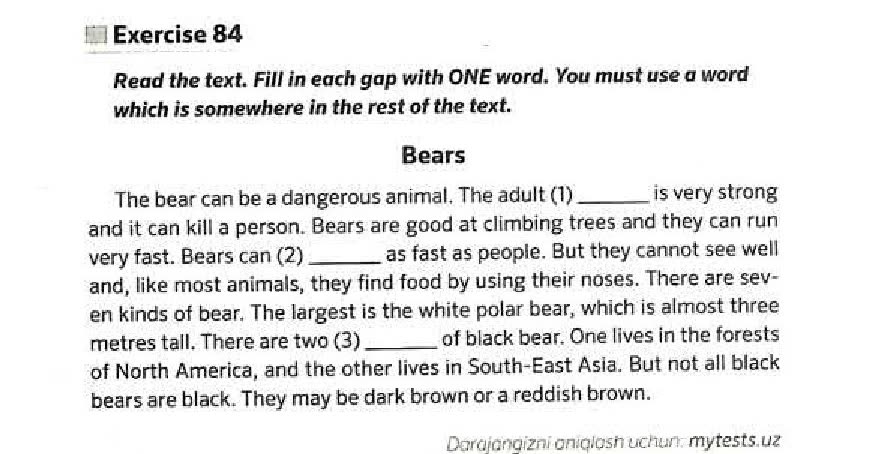 Exercise 84
Read the text. Fill in each gap with ONE word. You must use a word
which is somewhere in the rest of the text.
Bears
The bear can be a dangerous animal. The adult (1) ______ is very strong
and it can kill a person. Bears are good at climbing trees and they can run
very fast. Bears can (2) ______ as fast as people. But they cannot see well
and, like most animals, they find food by using their noses. There are sev-
en kinds of bear. The largest is the white polar bear, which is almost three
metres tall. There are two (3) ______ of black bear. One lives in the forests
of North America, and the other lives in South-East Asia. But not all black
bears are black. They may be dark brown or a reddish brown.
Darajangizni aniqlash uchun: mytests.uz